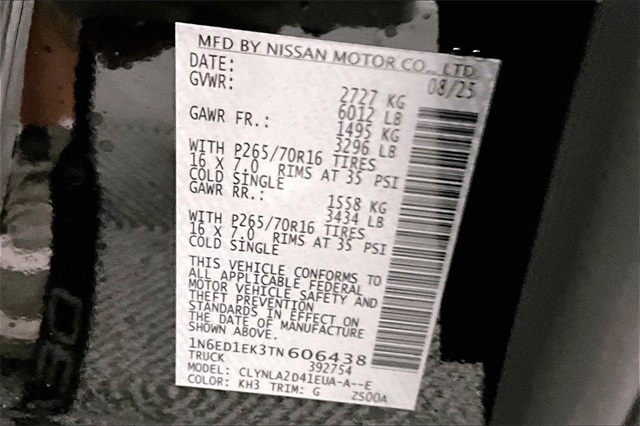 MFD BY NISSAN MOTOR CO., LTD.
DATE: 08/25
GVWR: 2727 KG
6012 LB
GAWR FR.: 1495 KG
3296 LB
WITH P265/70R16 TIRES
16 X 7.0 RIMS AT 35 PSI
COLD SINGLE
GAWR RR.: 1558 KG
3434 LB
WITH P265/70R16 TIRES
16 X 7.0 RIMS AT 35 PSI
COLD SINGLE
THIS VEHICLE CONFORMS TO
ALL APPLICABLE FEDERAL
MOTOR VEHICLE SAFETY AND
THEFT PREVENTION
STANDARDS IN EFFECT ON
THE DATE OF MANUFACTURE
SHOWN ABOVE.
1N6ED1EK3TN606438
TRUCK 392754
MODEL: CLYNLA2D41EUA-A--E
COLOR: KH3 TRIM: G ZS00A